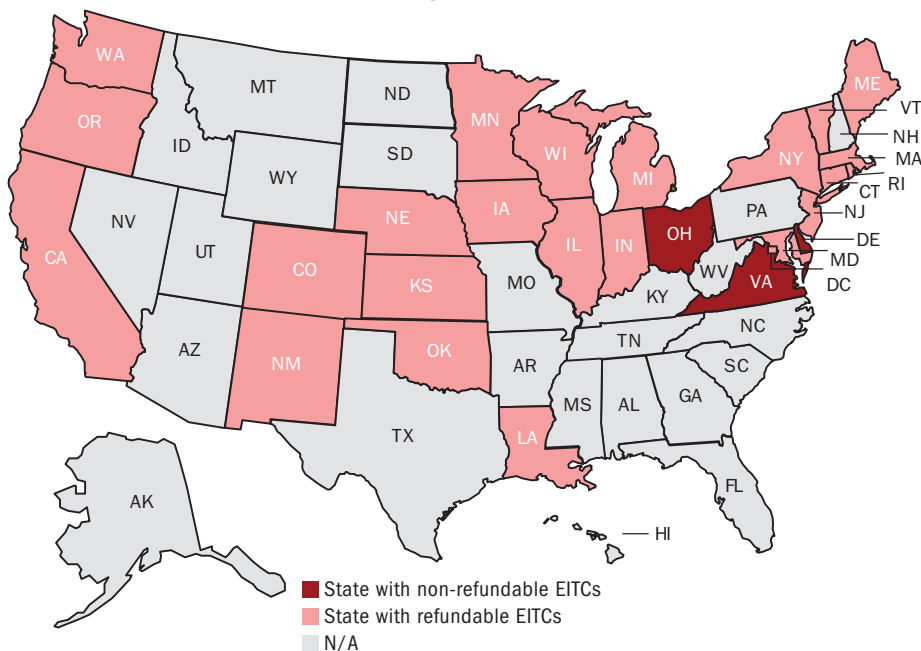 WA
ME
MT
ND
VT
MN
OR
NH
ID
SD
WI
NY
MA
WY
MI
RI
CT
IA
PA
NE
NJ
NV
OH
IL
IN
DE
UT
MD
CA
CO
WV
VA
DC
KS
MO
KY
NC
TN
OK
AZ
NM
AR
SC
MS
AL
GA
TX
LA
FL
AK
HI
State with non-refundable EITCs
State with refundable EITCs
N/A